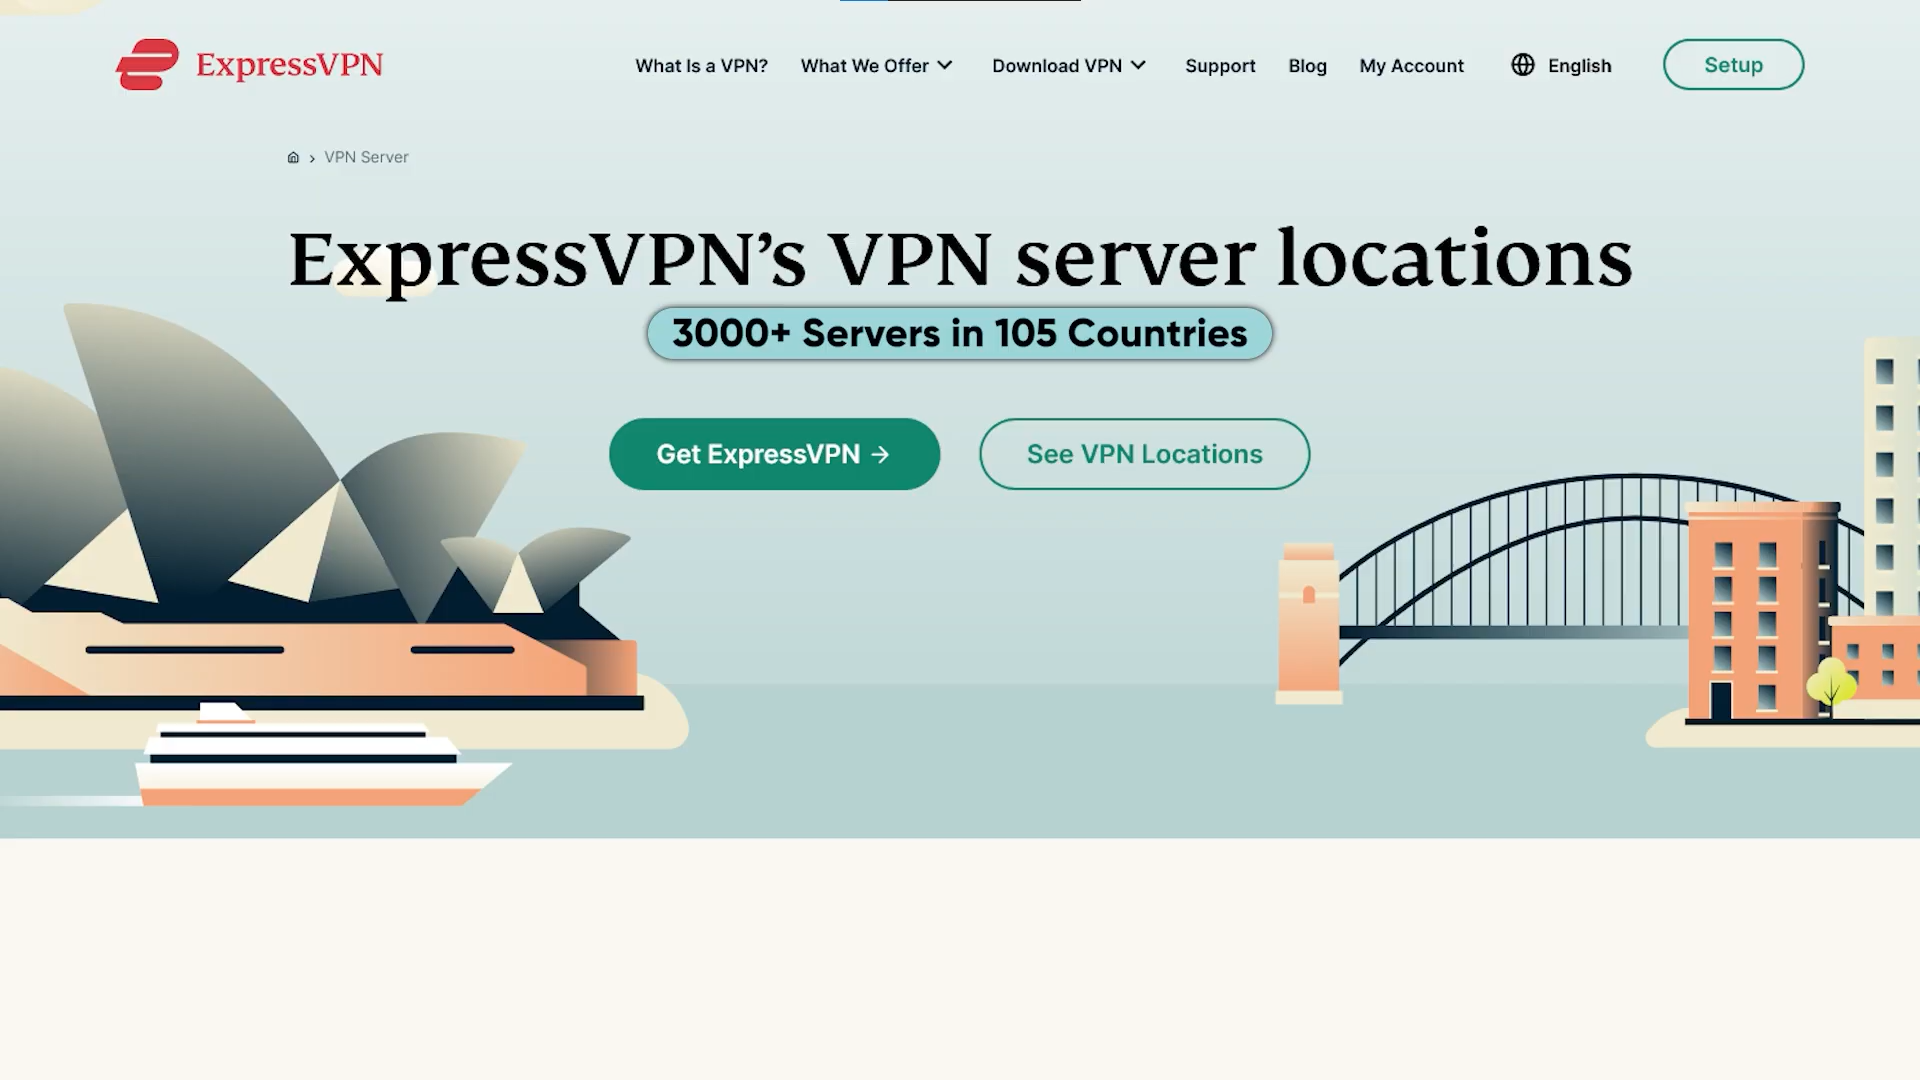 ExpressVPN
What Is a VPN? What We Offer Download VPN Support Blog My Account English Setup
VPN Server
ExpressVPN’s VPN server locations
3000+ Servers in 105 Countries
Get ExpressVPN → See VPN Locations